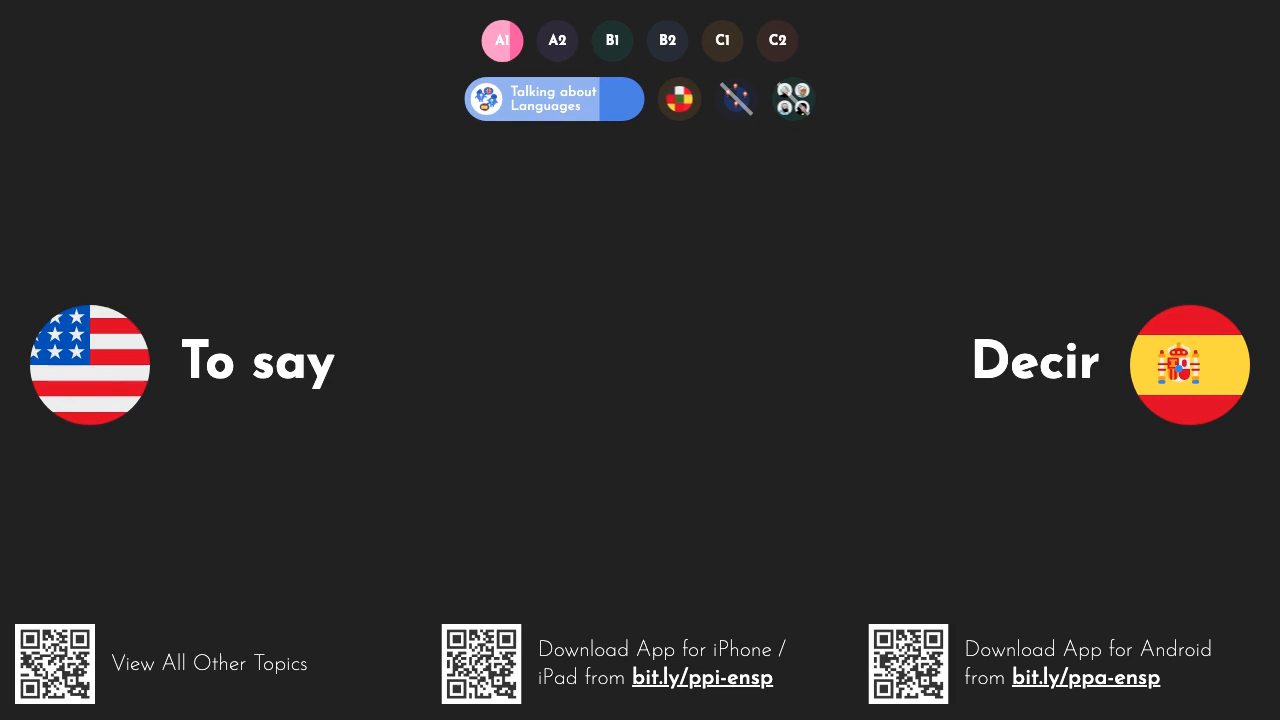 A1 A2 B1 B2 C1 C2
Talking about
Languages
To say
Decir
View All Other Topics
Download App for iPhone /
iPad from bit.ly/ppi-ensp
Download App for Android
from bit.ly/ppa-ensp